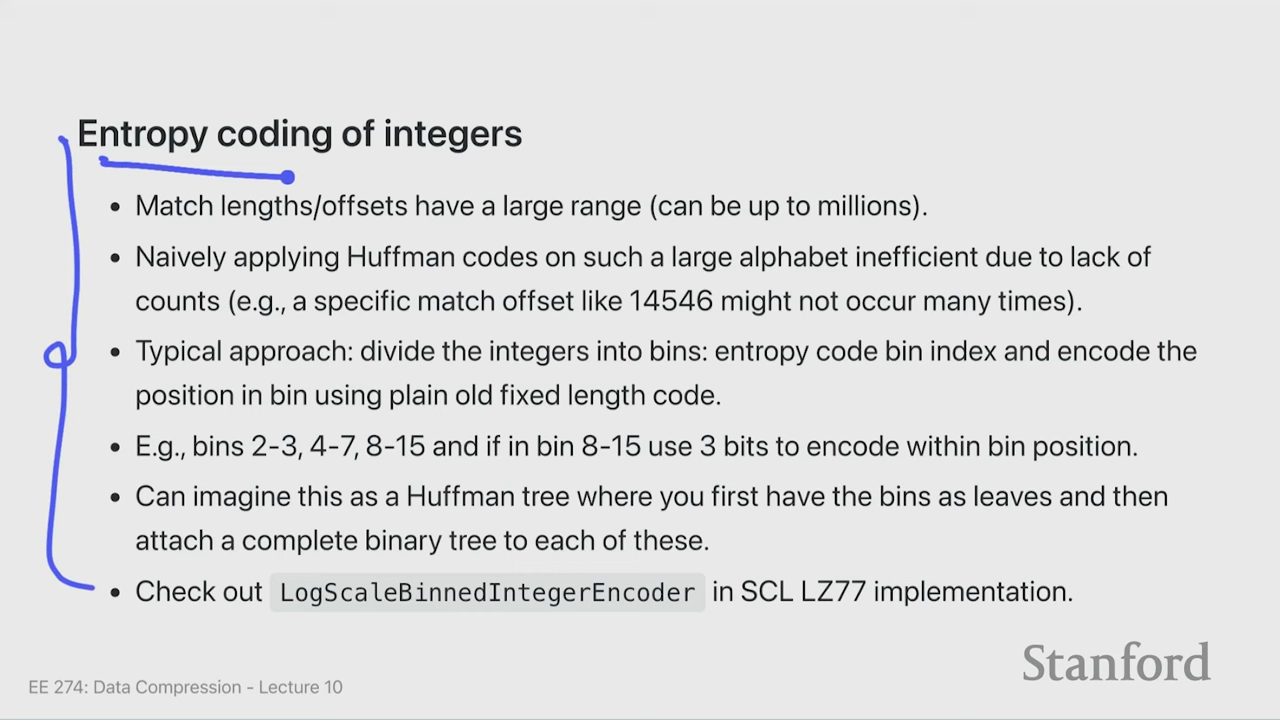 Entropy coding of integers
• Match lengths/offsets have a large range (can be up to millions).
• Naively applying Huffman codes on such a large alphabet inefficient due to lack of
counts (e.g., a specific match offset like 14546 might not occur many times).
• Typical approach: divide the integers into bins: entropy code bin index and encode the
position in bin using plain old fixed length code.
• E.g., bins 2-3, 4-7, 8-15 and if in bin 8-15 use 3 bits to encode within bin position.
• Can imagine this as a Huffman tree where you first have the bins as leaves and then
attach a complete binary tree to each of these.
• Check out LogScaleBinnedIntegerEncoder in SCL LZ77 implementation.
Stanford
EE 274: Data Compression - Lecture 10